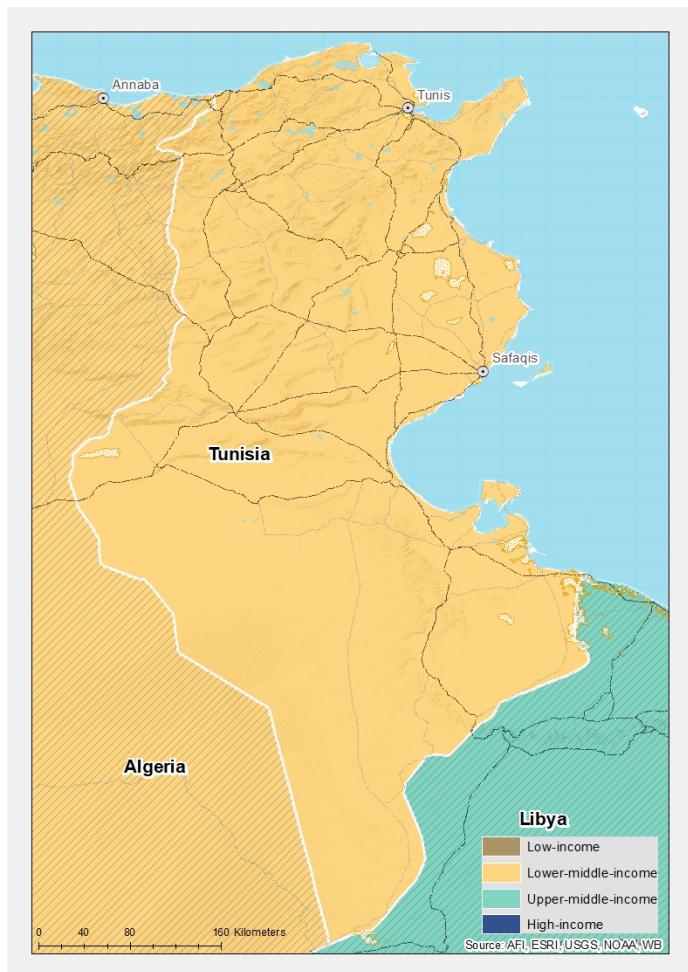 Annaba
Tunis
Safaqis
Tunisia
Algeria
Libya
Low-income
Lower-middle-income
Upper-middle-income
High-income
0 40 80 160 Kilometers
Source: AFI, ESRI, USGS, NOAA, WB